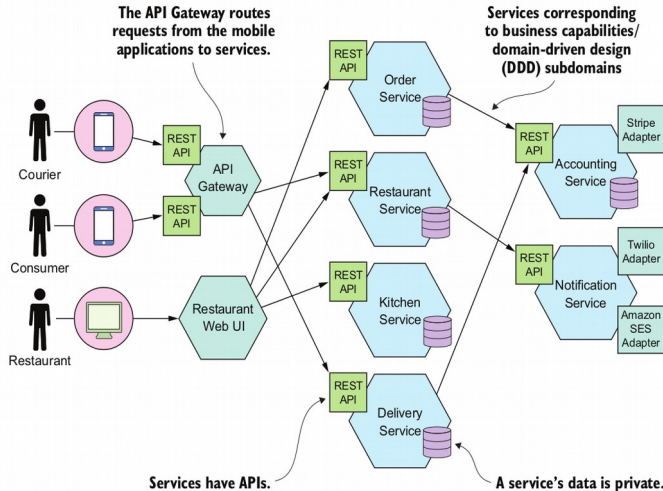 The API Gateway routes
requests from the mobile
applications to services.
Services corresponding
to business capabilities/
domain-driven design
(DDD) subdomains
REST
API
Order
Service
Courier
REST
API
API
Gateway
REST
API
Consumer
REST
API
Restaurant
Service
REST
API
Accounting
Service
Stripe
Adapter
Restaurant
Restaurant
Web UI
REST
API
Kitchen
Service
REST
API
Notification
Service
Twilio
Adapter
Amazon
SES
Adapter
REST
API
Delivery
Service
Services have APIs.
A service's data is private.